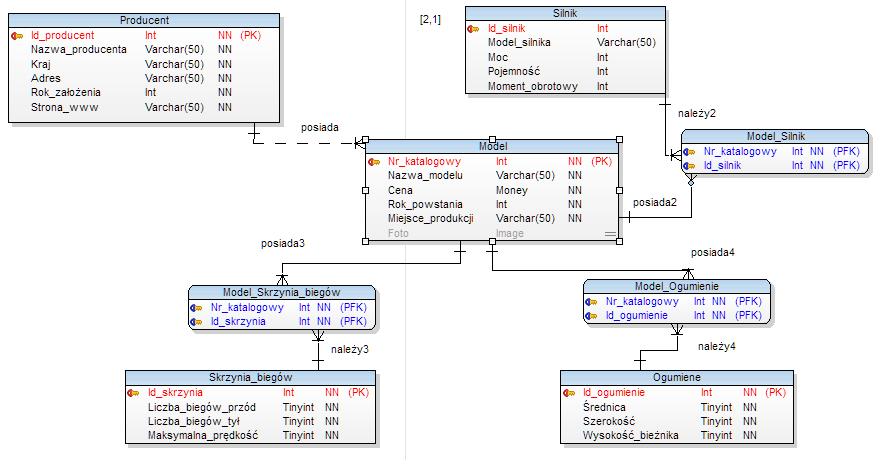 Producent
Id_producent Int NN (PK)
Nazwa_producenta Varchar(50) NN
Kraj Varchar(50) NN
Adres Varchar(50) NN
Rok_założenia Int NN
Strona_www Varchar(50) NN
[2,1]
Silnik
Id_silnik Int
Model_silnika Varchar(50)
Moc Int
Pojemność Int
Moment_obrotowy Int
posiada
należy2
Model
Nr_katalogowy Int NN (PK)
Nazwa_modelu Varchar(50) NN
Cena Money NN
Rok_powstania Int NN
Miejsce_produkcji Varchar(50) NN
Foto Image
Model_Silnik
Nr_katalogowy Int NN (PFK)
Id_silnik Int NN (PFK)
posiada2
posiada3
posiada4
Model_Skrzynia_biegów
Nr_katalogowy Int NN (PFK)
Id_skrzynia Int NN (PFK)
Model_Ogumienie
Nr_katalogowy Int NN (PFK)
Id_ogumienie Int NN (PFK)
należy3
należy4
Skrzynia_biegów
Id_skrzynia Int NN (PK)
Liczba_biegów_przód Tinyint NN
Liczba_biegów_tył Tinyint NN
Maksymalna_prędkość Tinyint NN
Ogumiene
Id_ogumienie Int NN (PK)
Średnica Tinyint NN
Szerokość Tinyint NN
Wysokość_bieżnika Tinyint NN